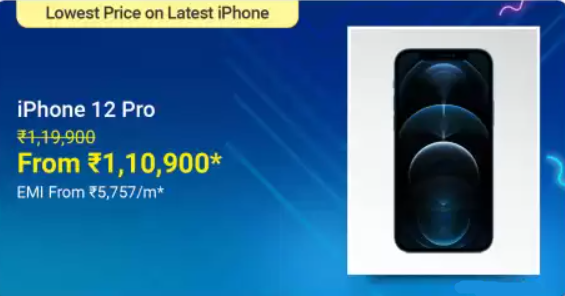 Lowest Price on Latest iPhone
iPhone 12 Pro
₹1,19,900
From ₹1,10,900*
EMI From ₹5,757/m*